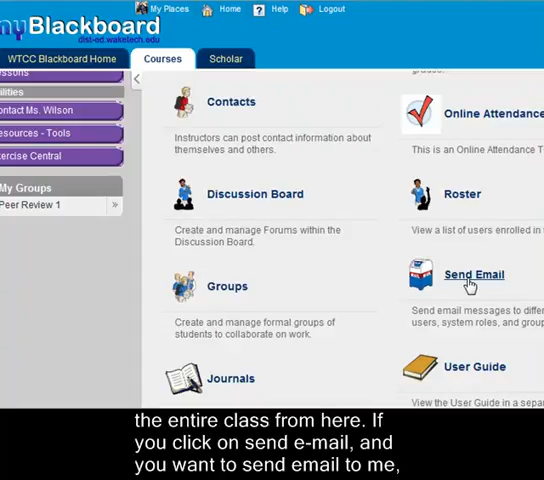 My Places Home Help Logout
myBlackboard
dist-ed.waketech.edu
WTCC Blackboard Home Courses Scholar
essons
ilities
ontact Ms. Wilson
esources - Tools
ercise Central
My Groups
Peer Review 1
graded.
Contacts
Instructors can post contact information about
themselves and others.
Online Attendance
This is an Online Attendance T
Discussion Board
Create and manage Forums within the
Discussion Board.
Roster
View a list of users enrolled in t
Groups
Create and manage formal groups of
students to collaborate on work.
Send Email
Send email messages to differ
users, system roles, and group
Journals
User Guide
View the User Guide in a separ
the entire class from here. If
you click on send e-mail, and
you want to send email to me,